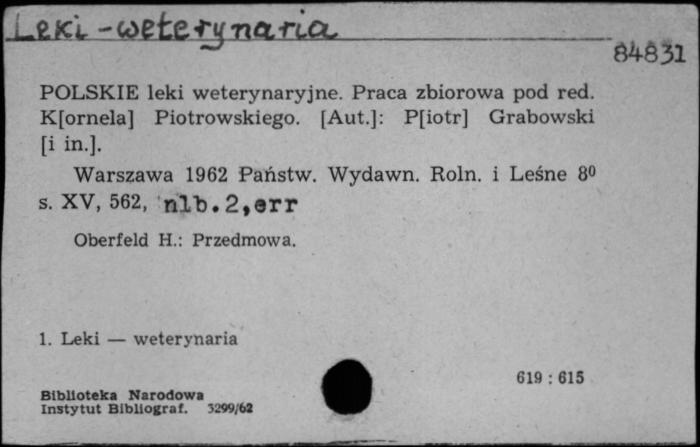 Leki - weterynaria
84831
POLSKIE leki weterynaryjne. Praca zbiorowa pod red.
K[ornela] Piotrowskiego. [Aut.]: P[iotr] Grabowski
[i in.].
Warszawa 1962 Państw. Wydawn. Roln. i Leśne 8⁰
s. XV, 562, nlb.2,err
Oberfeld H.: Przedmowa.
1. Leki — weterynaria
619 : 615
Biblioteka Narodowa
Instytut Bibliograf. 3299/62